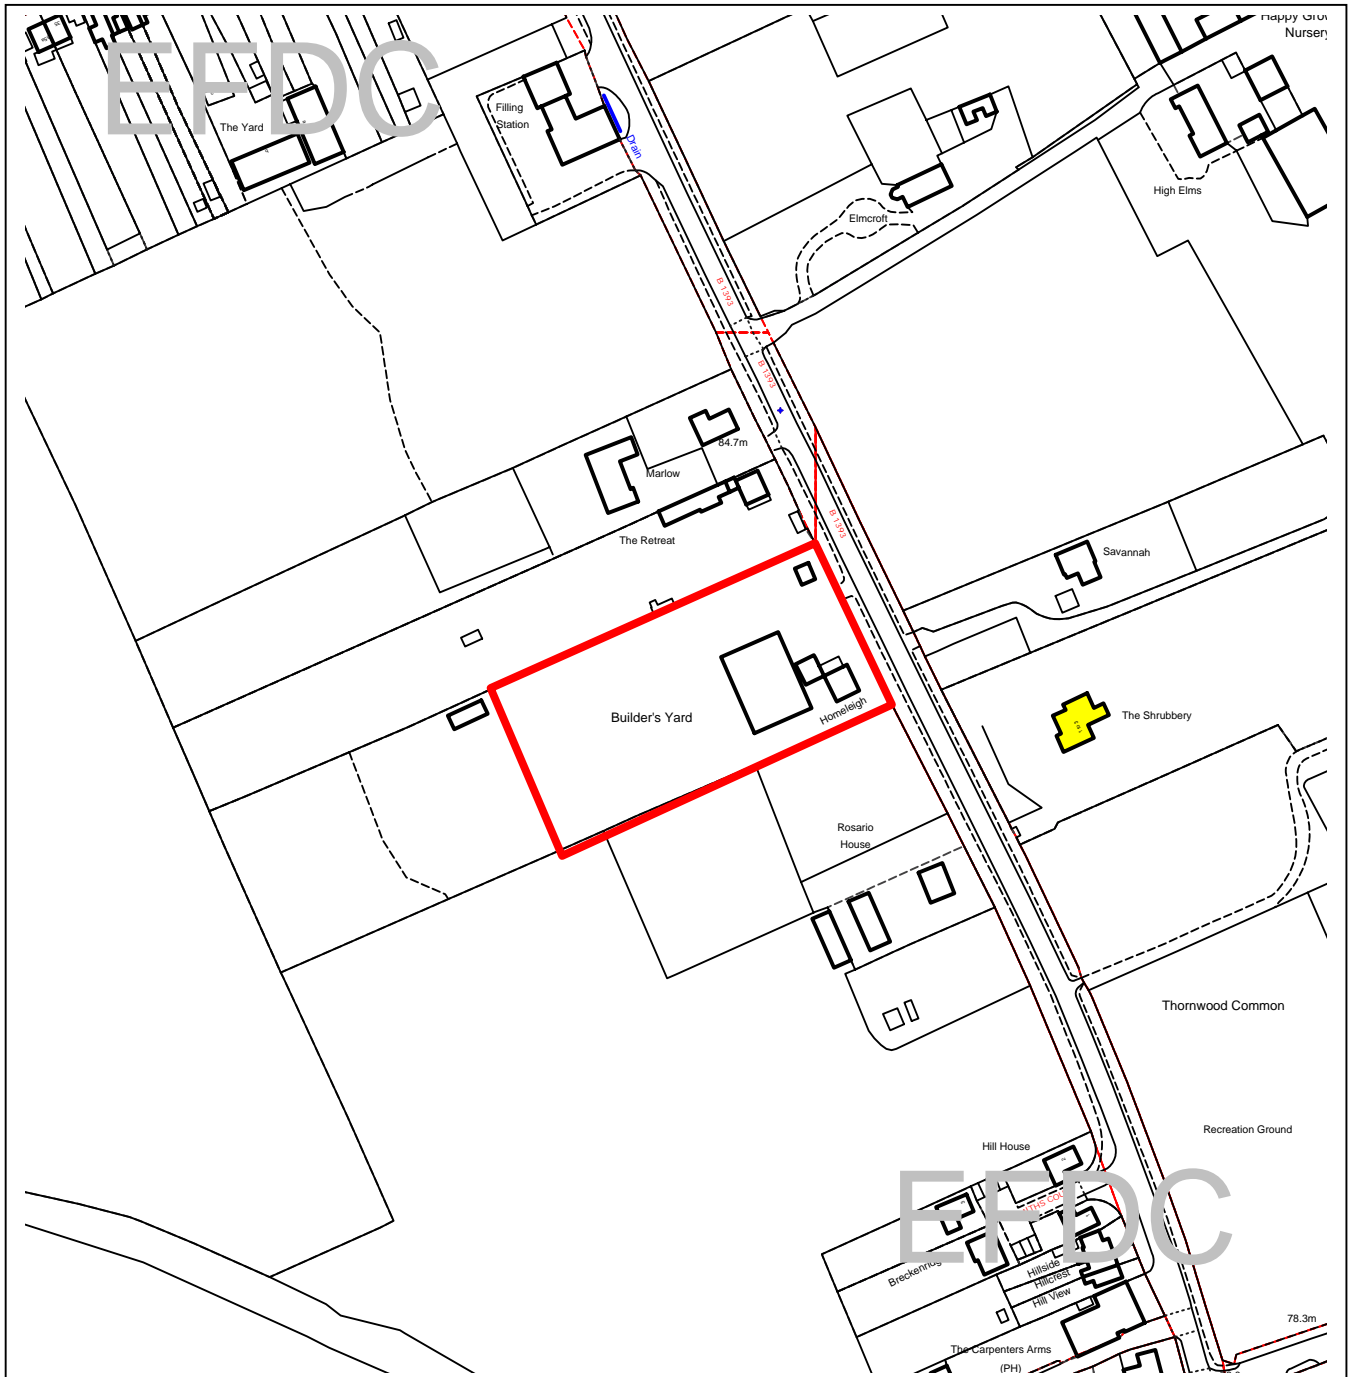 EFDC
Happy Gro
Nursery
The Yard
Filling
Station
Drain
High Elms
Elmcroft
B 1393
B 1393
84.7m
Marlow
The Retreat
B 1393
Savannah
Builder's Yard
Homeleigh
The Shrubbery
Rosario
House
Thornwood Common
Recreation Ground
Hill House
EFDC
Hillside
Hillcrest
Hill View
The Carpenters Arms
(PH)
78.3m